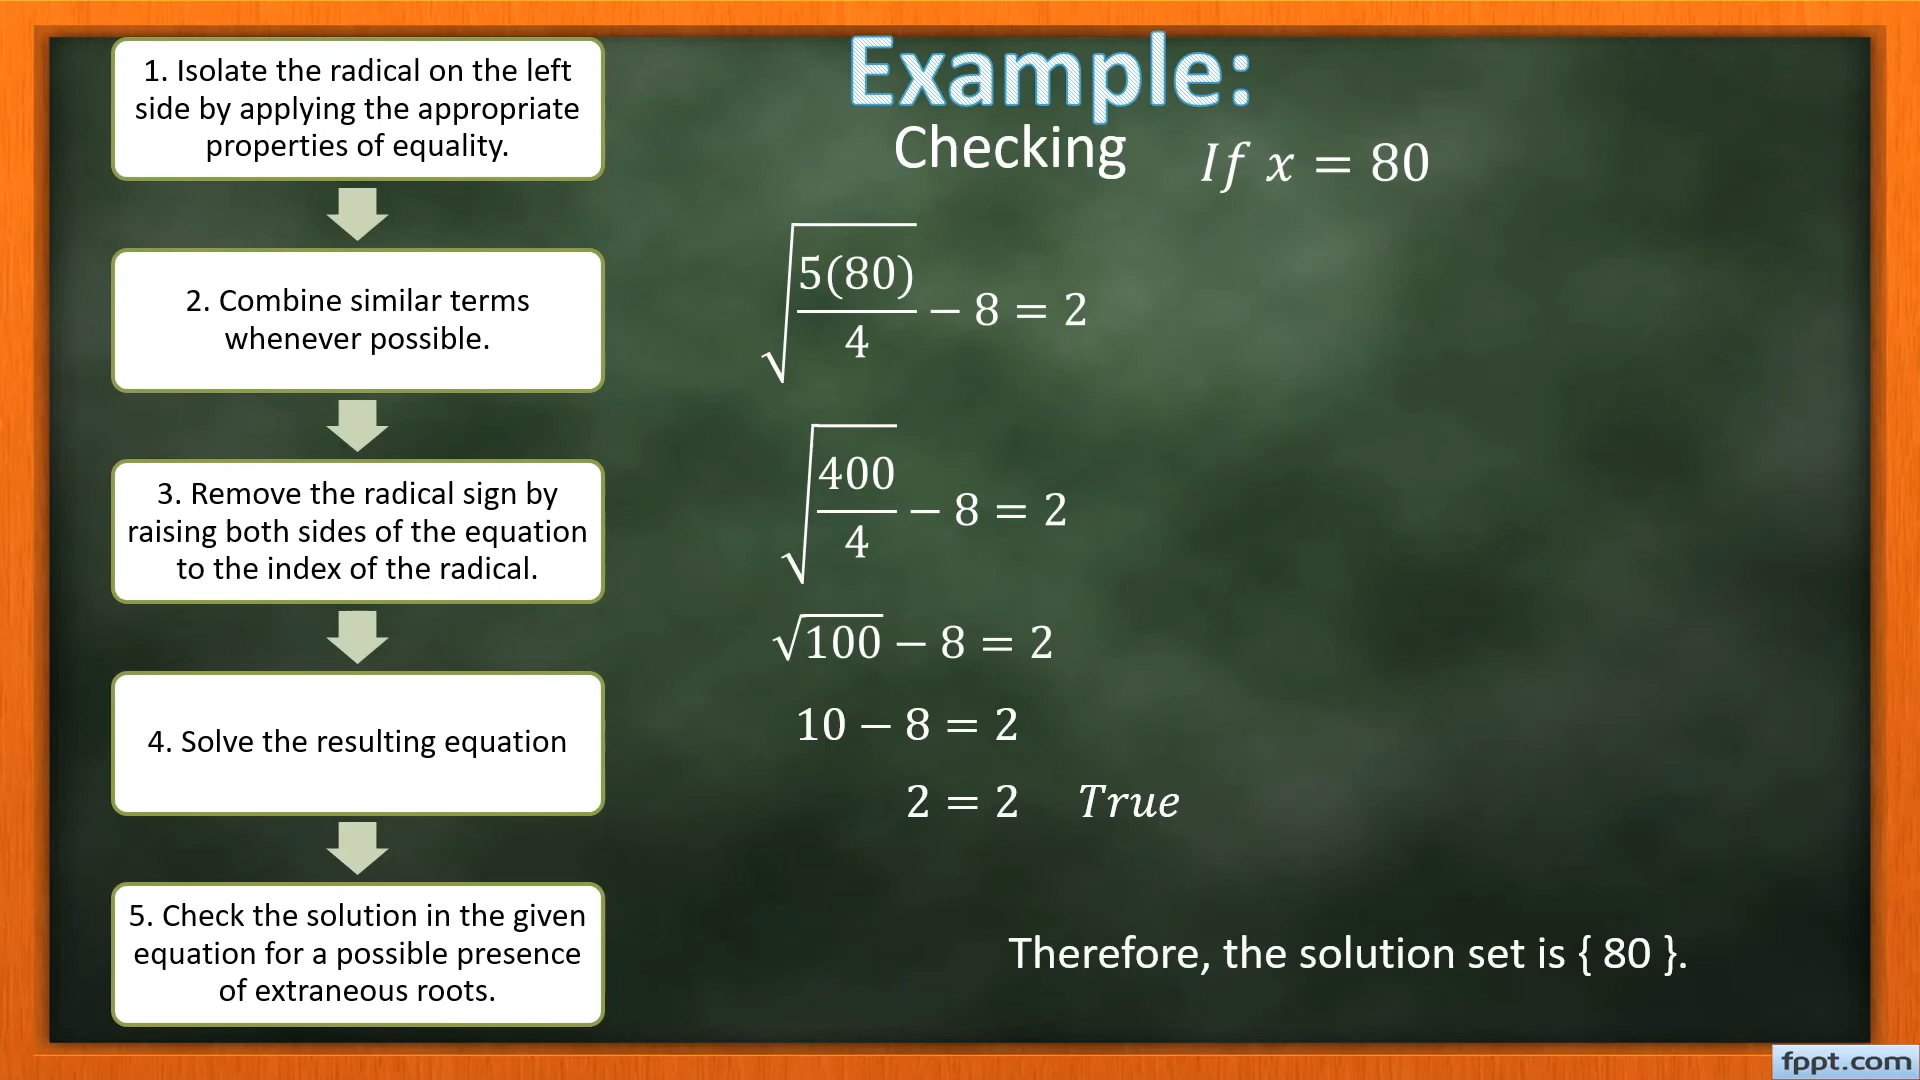 1. Isolate the radical on the left
side by applying the appropriate
properties of equality.
2. Combine similar terms
whenever possible.
3. Remove the radical sign by
raising both sides of the equation
to the index of the radical.
4. Solve the resulting equation
5. Check the solution in the given
equation for a possible presence
of extraneous roots.
Example:
Checking If x = 80
√(5(80)/4) − 8 = 2
√(400/4) − 8 = 2
√100 − 8 = 2
10 − 8 = 2
2 = 2 True
Therefore, the solution set is { 80 }.
fppt.com